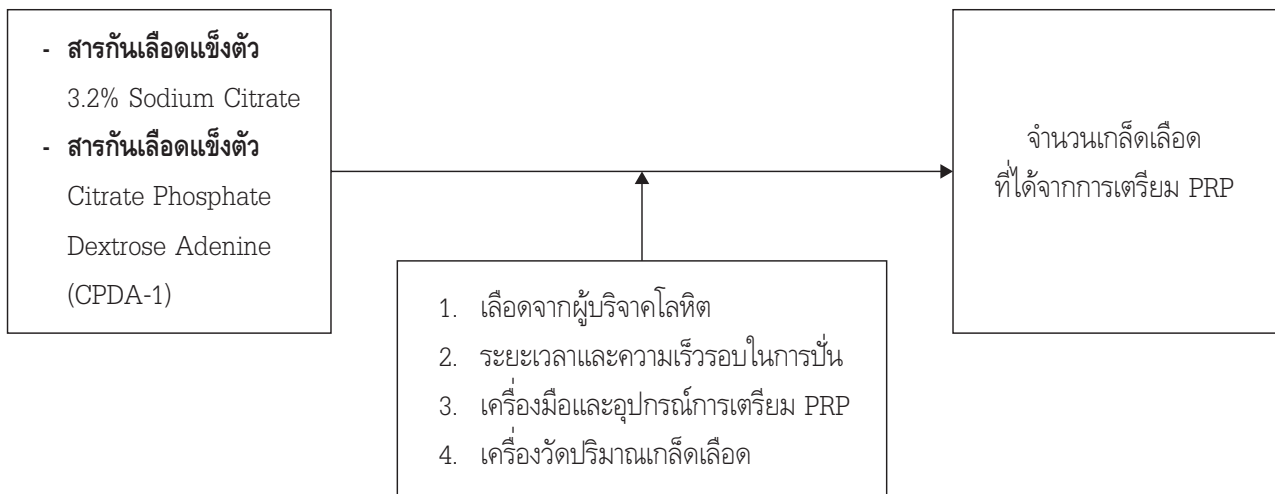 - สารกันเลือดแข็งตัว
3.2% Sodium Citrate
- สารกันเลือดแข็งตัว
Citrate Phosphate
Dextrose Adenine
(CPDA-1)
จำนวนเกล็ดเลือด
ที่ได้จากการเตรียม PRP
1. เลือดจากผู้บริจาคโลหิต
2. ระยะเวลาและความเร็วรอบในการปั่น
3. เครื่องมือและอุปกรณ์การเตรียม PRP
4. เครื่องวัดปริมาณเกล็ดเลือด